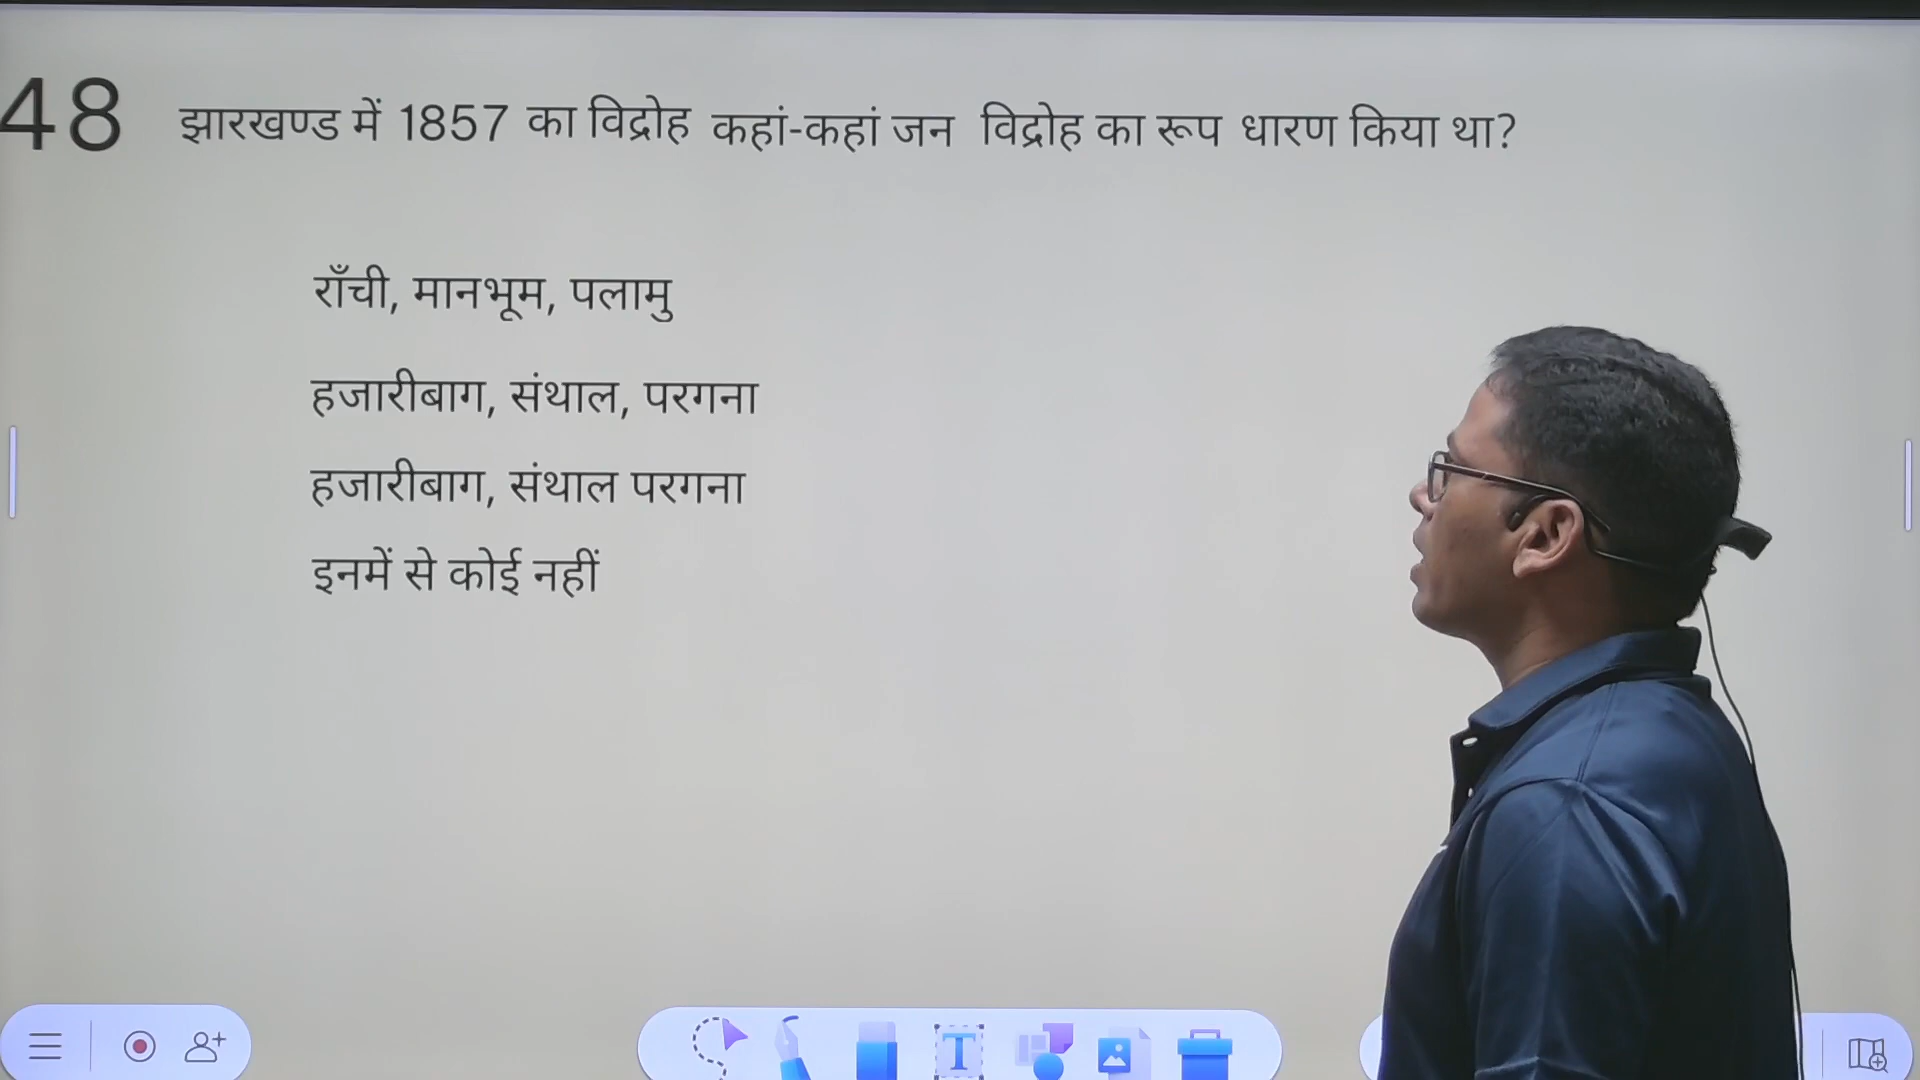 48 झारखण्ड में 1857 का विद्रोह कहां-कहां जन विद्रोह का रूप धारण किया था?
राँची, मानभूम, पलामु
हजारीबाग, संथाल, परगना
हजारीबाग, संथाल परगना
इनमें से कोई नहीं
T